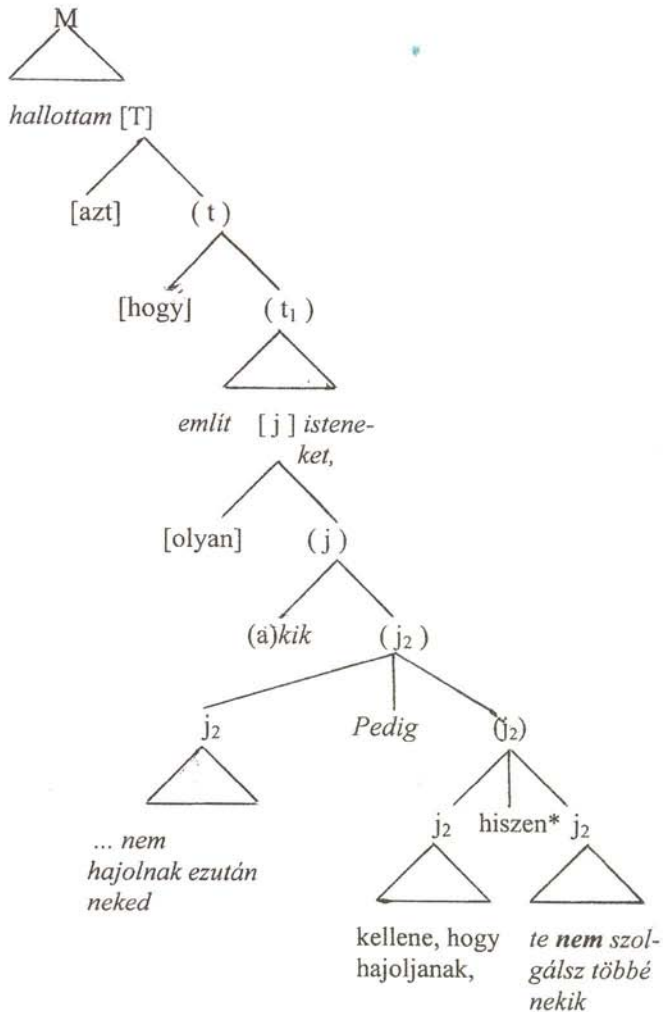 M
hallottam [T]
[azt] (t)
[hogy] (t₁)
említ [j] istene-
ket,
[olyan] (j)
(a)kik (j₂)
j₂ Pedig (j₂)
j₂ hiszen* j₂
... nem
hajolnak ezután
neked
kellene, hogy
hajoljanak,
te nem szol-
gálsz többé
nekik